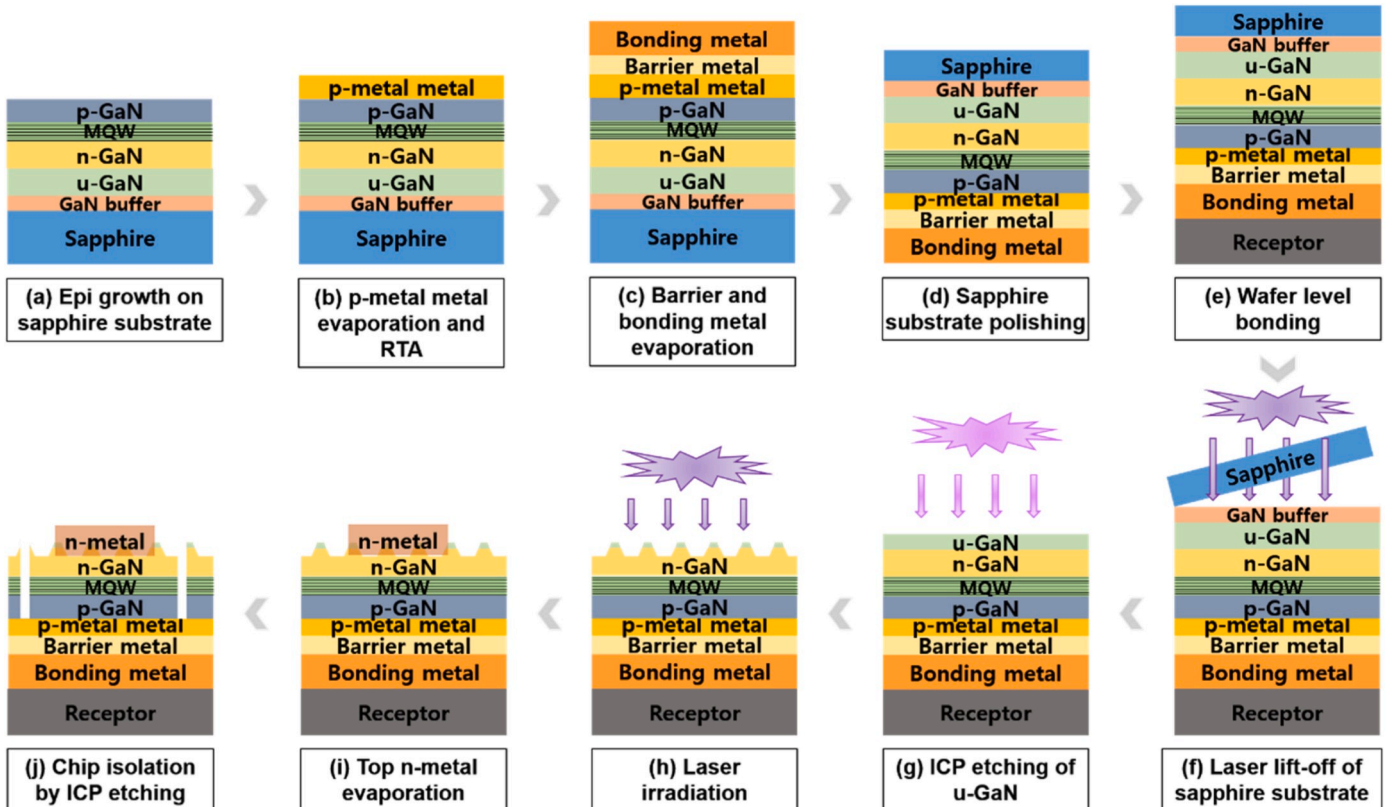 p-GaN
MQW
n-GaN
u-GaN
GaN buffer
Sapphire
(a) Epi growth on
sapphire substrate
p-metal metal
p-GaN
MQW
n-GaN
u-GaN
GaN buffer
Sapphire
(b) p-metal metal
evaporation and
RTA
Bonding metal
Barrier metal
p-metal metal
p-GaN
MQW
n-GaN
u-GaN
GaN buffer
Sapphire
(c) Barrier and
bonding metal
evaporation
Sapphire
GaN buffer
u-GaN
n-GaN
MQW
p-GaN
p-metal metal
Barrier metal
Bonding metal
(d) Sapphire
substrate polishing
Sapphire
GaN buffer
u-GaN
n-GaN
MQW
p-GaN
p-metal metal
Barrier metal
Bonding metal
Receptor
(e) Wafer level
bonding
Sapphire
GaN buffer
u-GaN
n-GaN
MQW
p-GaN
p-metal metal
Barrier metal
Bonding metal
Receptor
(f) Laser lift-off of
sapphire substrate
u-GaN
n-GaN
MQW
p-GaN
p-metal metal
Barrier metal
Bonding metal
Receptor
(g) ICP etching of
u-GaN
n-GaN
MQW
p-GaN
p-metal metal
Barrier metal
Bonding metal
Receptor
(h) Laser
irradiation
n-metal
n-GaN
MQW
p-GaN
p-metal metal
Barrier metal
Bonding metal
Receptor
(i) Top n-metal
evaporation
n-metal
n-GaN
MQW
p-GaN
p-metal metal
Barrier metal
Bonding metal
Receptor
(j) Chip isolation
by ICP etching